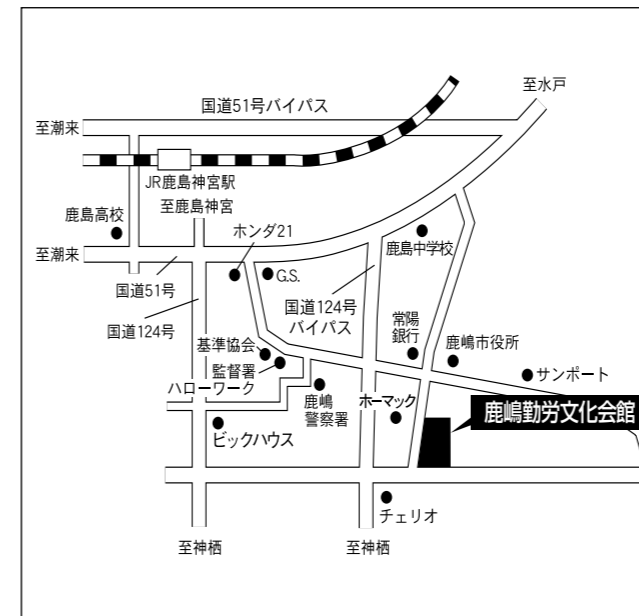 至水戸
国道51号バイパス
至潮来
JR鹿島神宮駅
至鹿島神宮
鹿島高校
ホンダ21
鹿島中学校
至潮来
G.S.
国道51号
国道124号
バイパス
国道124号
常陽
銀行
基準協会
監督署
ハローワーク
鹿嶋市役所
サンポート
鹿嶋
警察署
ホーマック
鹿嶋勤労文化会館
ビックハウス
チェリオ
至神栖
至神栖